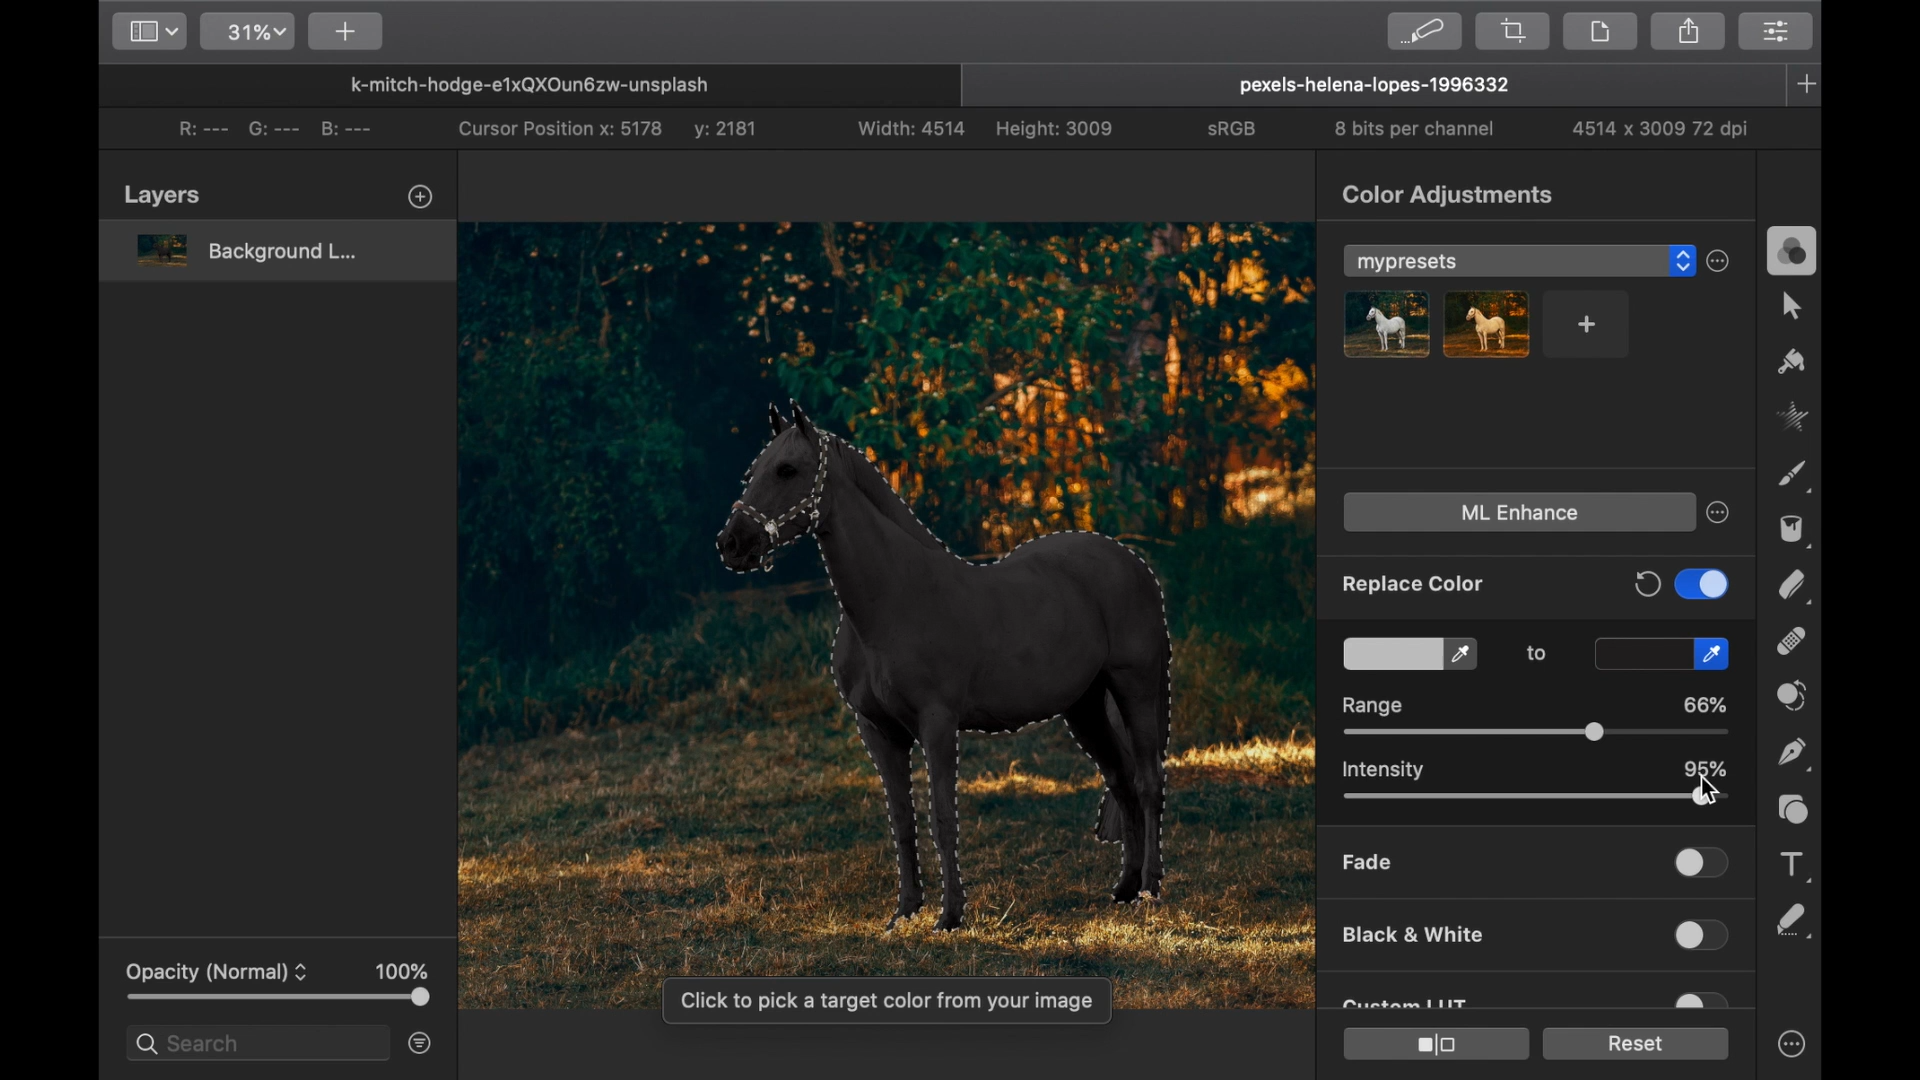 31%
k-mitch-hodge-e1xQXOun6zw-unsplash
pexels-helena-lopes-1996332
R: --- G: --- B: ---
Cursor Position x: 5178 y: 2181
Width: 4514 Height: 3009
sRGB
8 bits per channel
4514 x 3009 72 dpi
Layers
Background L...
Opacity (Normal) 100%
Search
Click to pick a target color from your image
Color Adjustments
mypresets
ML Enhance
Replace Color
to
Range 66%
Intensity 95%
Fade
Black & White
Custom LUT
Reset